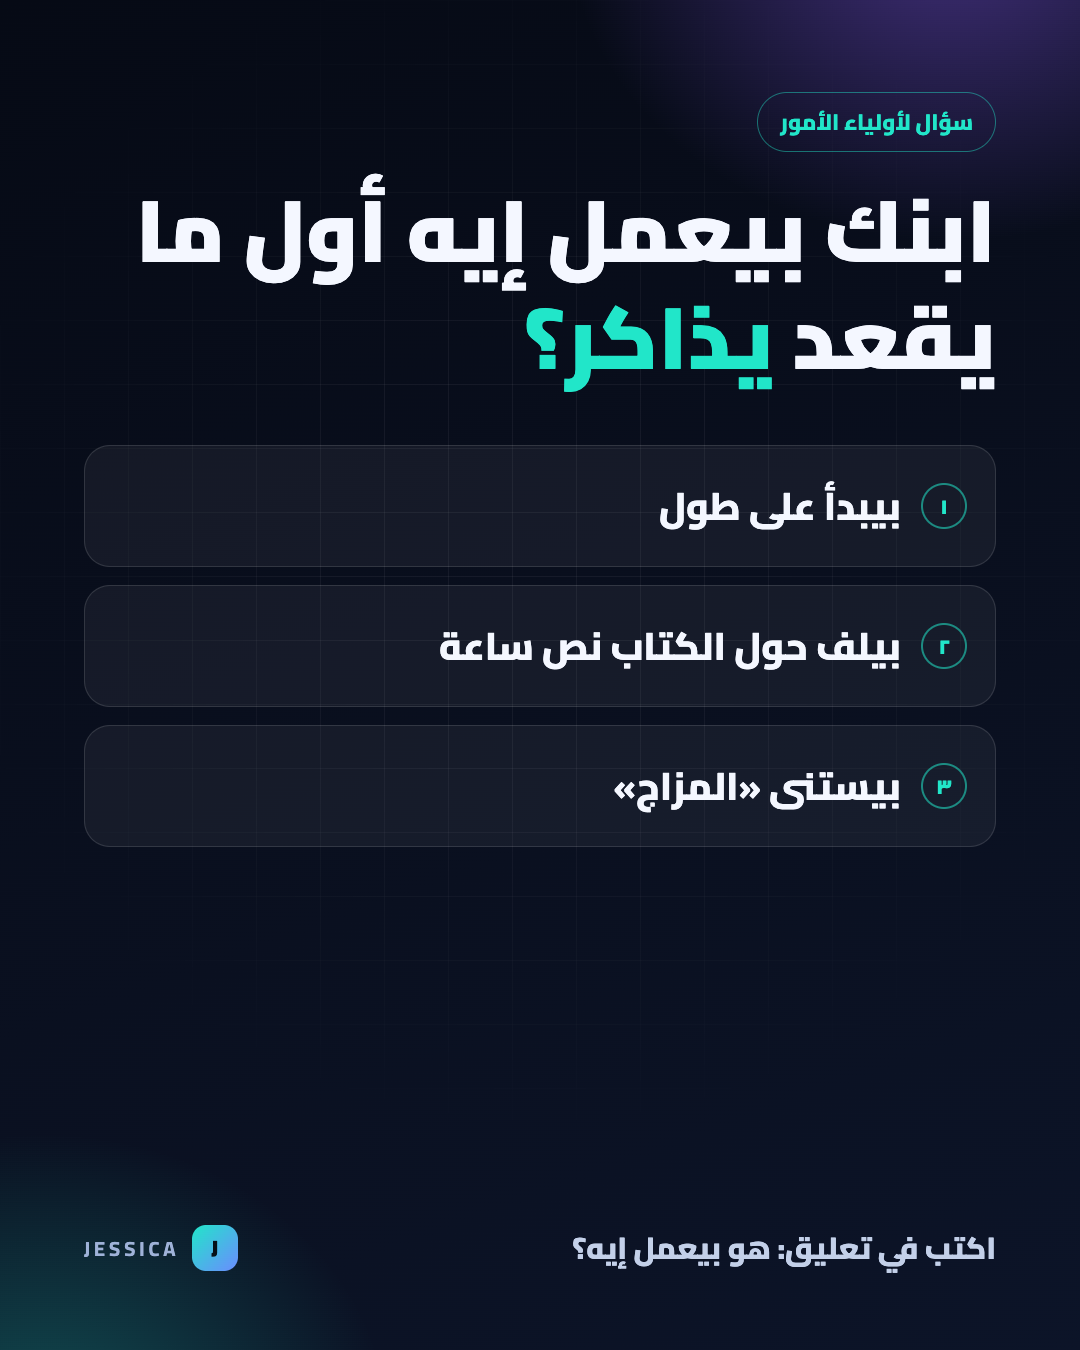 سؤال لأولياء الأمور
ابنك بيعمل إيه أول ما
يقعد يذاكر؟
١ بيبدأ على طول
٢ بيلف حول الكتاب نص ساعة
٣ بيستنى «المزاج»
اكتب في تعليق: هو بيعمل إيه؟
J JESSICA